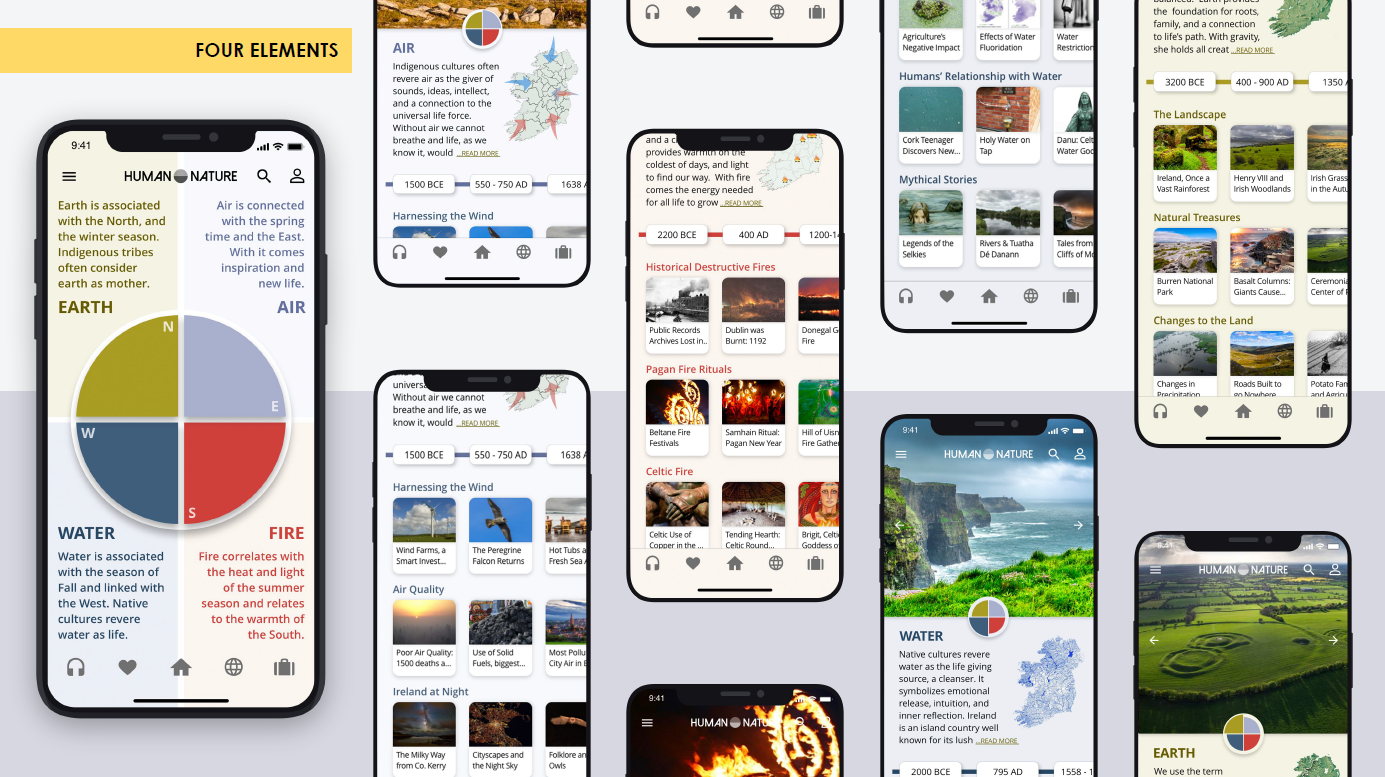 FOUR ELEMENTS
9:41
HUMAN NATURE
Earth is associated
with the North, and
the winter season.
Indigenous tribes
often consider
earth as mother.
EARTH
Air is connected
with the spring
time and the East.
With it comes
inspiration and
new life.
AIR
N
E
W
S
WATER
Water is associated
with the season of
Fall and linked with
the West. Native
cultures revere
water as life.
FIRE
Fire correlates with
the heat and light
of the summer
season and relates
to the warmth of
the South.
AIR
Indigenous cultures often
revere air as the giver of
sounds, ideas, intellect,
and a connection to the
universal life force.
Without air we cannot
breathe and life, as we
know it, would ...READ MORE
1500 BCE
550 - 750 AD
1638 A
Harnessing the Wind
universa
Without air we cannot
breathe and life, as we
know it, would ...READ MORE
1500 BCE
550 - 750 AD
1638 A
Harnessing the Wind
Wind Farms, a
Smart Invest...
The Peregrine
Falcon Returns
Hot Tubs a
Fresh Sea A
Air Quality
Poor Air Quality:
1500 deaths a...
Use of Solid
Fuels, biggest...
Most Pollu
City Air in E
Ireland at Night
The Milky Way
from Co. Kerry
Cityscapes and
the Night Sky
Folklore an
Owls
and a c
provides warmth on the
coldest of days, and light
to find our way. With fire
comes the energy needed
for all life to grow ...READ MORE
2200 BCE
400 AD
1200-14
Historical Destructive Fires
Public Records
Archives Lost in..
Dublin was
Burnt: 1192
Donegal G
Fire
Pagan Fire Rituals
Beltane Fire
Festivals
Samhain Ritual:
Pagan New Year
Hill of Uisn
Fire Gather
Celtic Fire
Celtic Use of
Copper in the ...
Tending Hearth:
Celtic Round...
Brigit, Celti
Goddess o
9:41
HUMAN NATURE
Agriculture's
Negative Impact
Effects of Water
Fluoridation
Water
Restriction
Humans' Relationship with Water
Cork Teenager
Discovers New...
Holy Water on
Tap
Danu: Celt
Water Goo
Mythical Stories
Legends of the
Selkies
Rivers & Tuatha
Dé Danann
Tales from
Cliffs of Mo
9:41
HUMAN NATURE
WATER
Native cultures revere
water as the life giving
source, a cleanser. It
symbolizes emotional
release, intuition, and
inner reflection. Ireland
is an island country well
known for its lush ...READ MORE
2000 BCE
795 AD
1558 - 1
balanced. Earth provides
the foundation for roots,
family, and a connection
to life's path. With gravity,
she holds all creat ...READ MORE
3200 BCE
400 - 900 AD
1350 A
The Landscape
Ireland, Once a
Vast Rainforest
Henry VIII and
Irish Woodlands
Irish Grass
in the Autu
Natural Treasures
Burren National
Park
Basalt Columns:
Giants Cause...
Ceremonia
Center of F
Changes to the Land
Changes in
Precipitation
Roads Built to
go Nowhere
Potato Fam
and Agricu
9:41
HUMAN NATURE
EARTH
We use the term